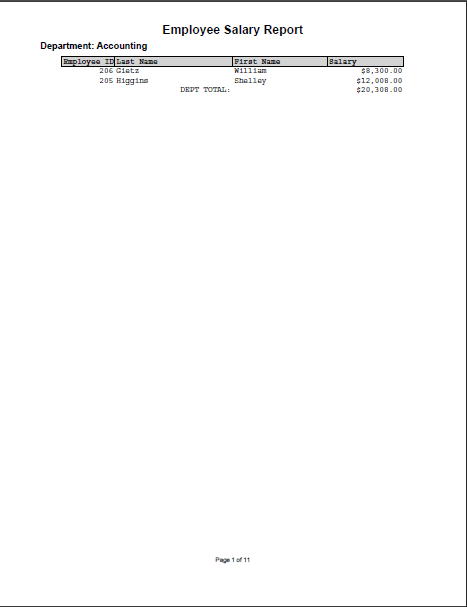 Employee Salary Report
Department: Accounting
Employee ID Last Name First Name Salary
206 Gietz William $8,300.00
205 Higgins Shelley $12,008.00
DEPT TOTAL: $20,308.00
Page 1 of 11